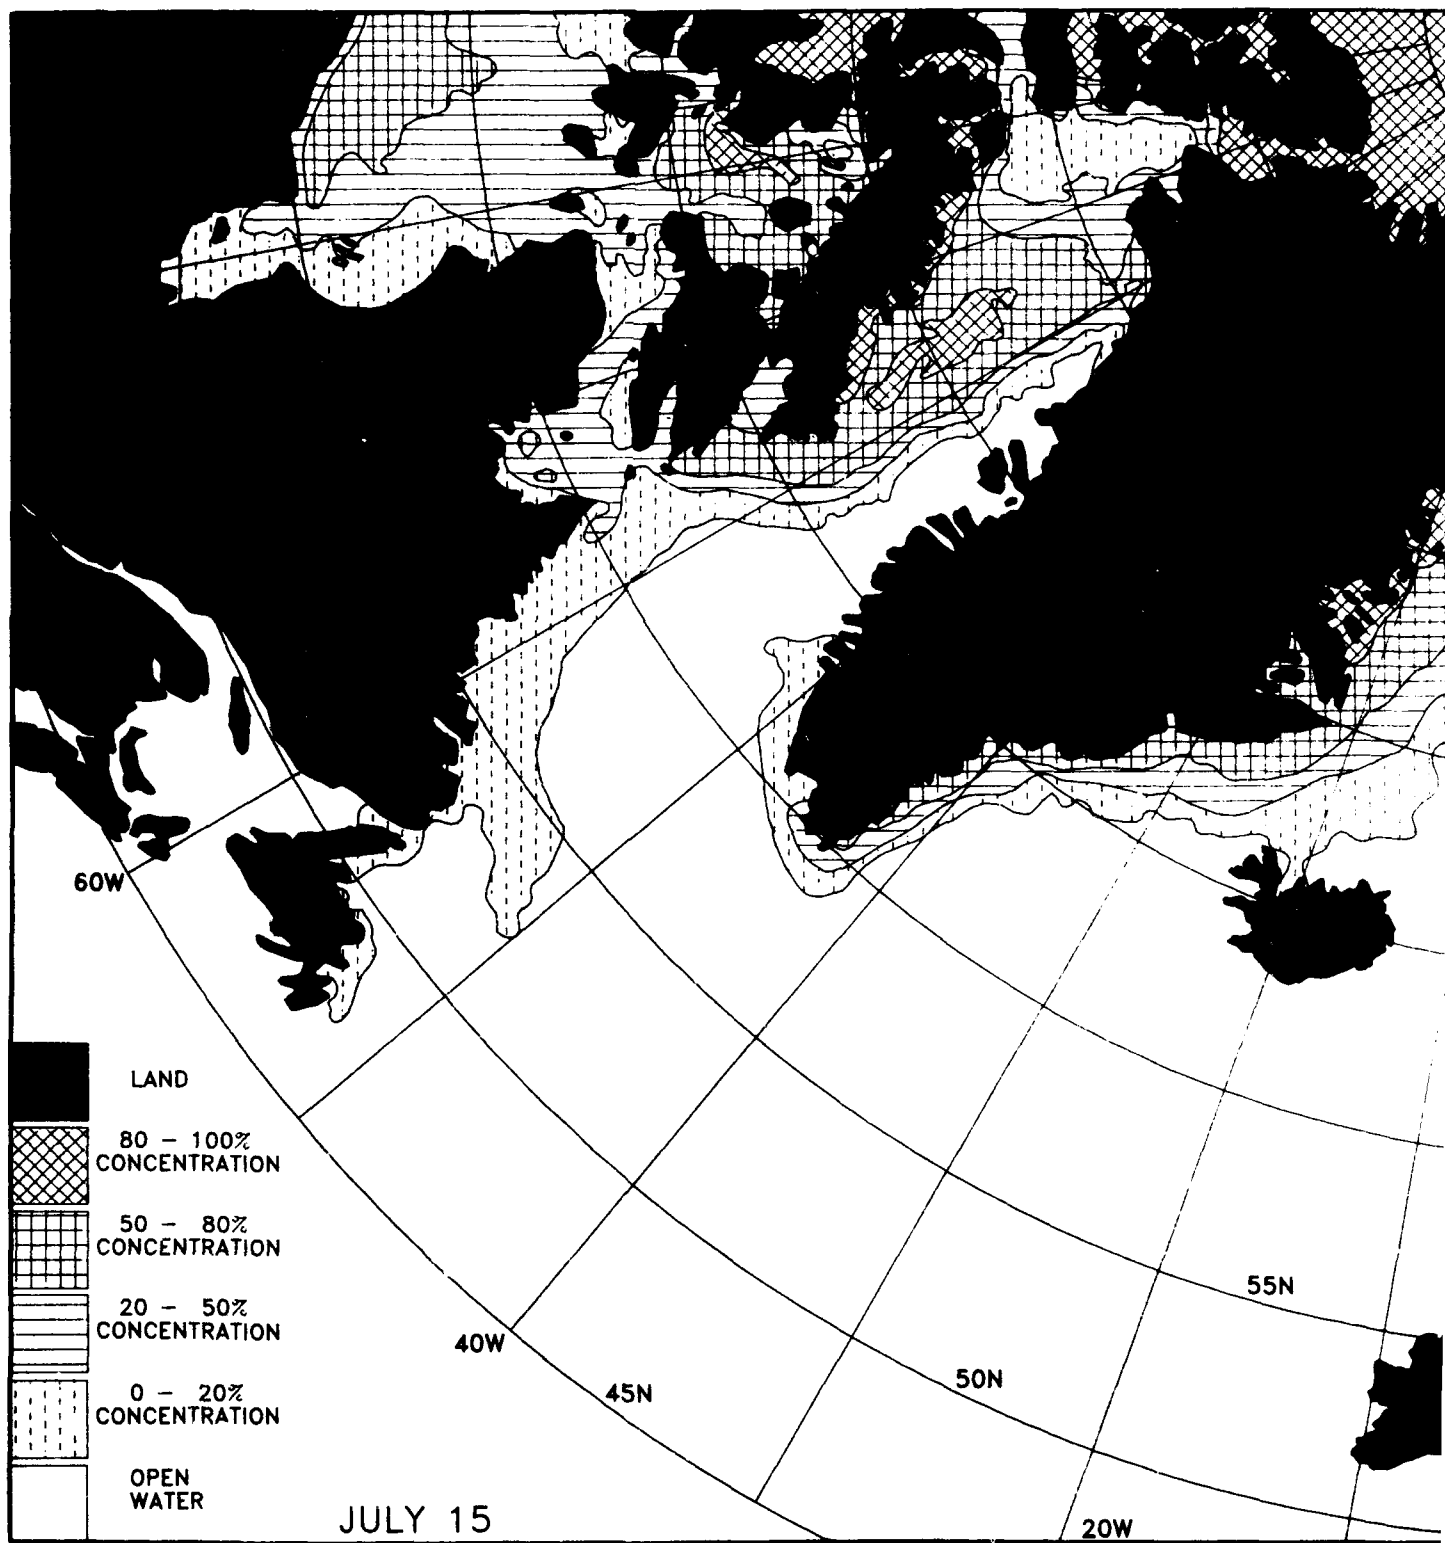 60W
LAND
80 - 100%
CONCENTRATION
50 - 80%
CONCENTRATION
20 - 50%
CONCENTRATION
0 - 20%
CONCENTRATION
OPEN
WATER
JULY 15
40W
45N
50N
55N
20W